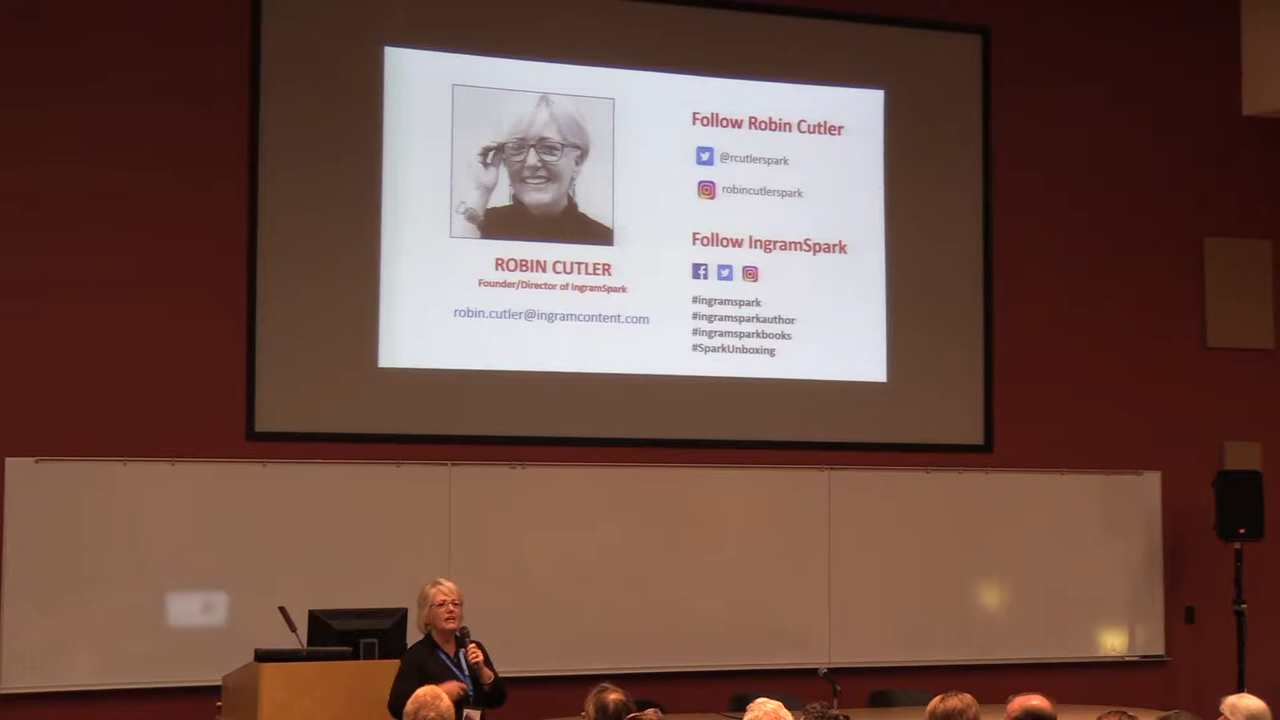 ROBIN CUTLER
Founder/Director of IngramSpark
robin.cutler@ingramcontent.com
Follow Robin Cutler
@rcutlerspark
robincutlerspark
Follow IngramSpark
#ingramspark
#ingramsparkauthor
#ingramsparkbooks
#SparkUnboxing